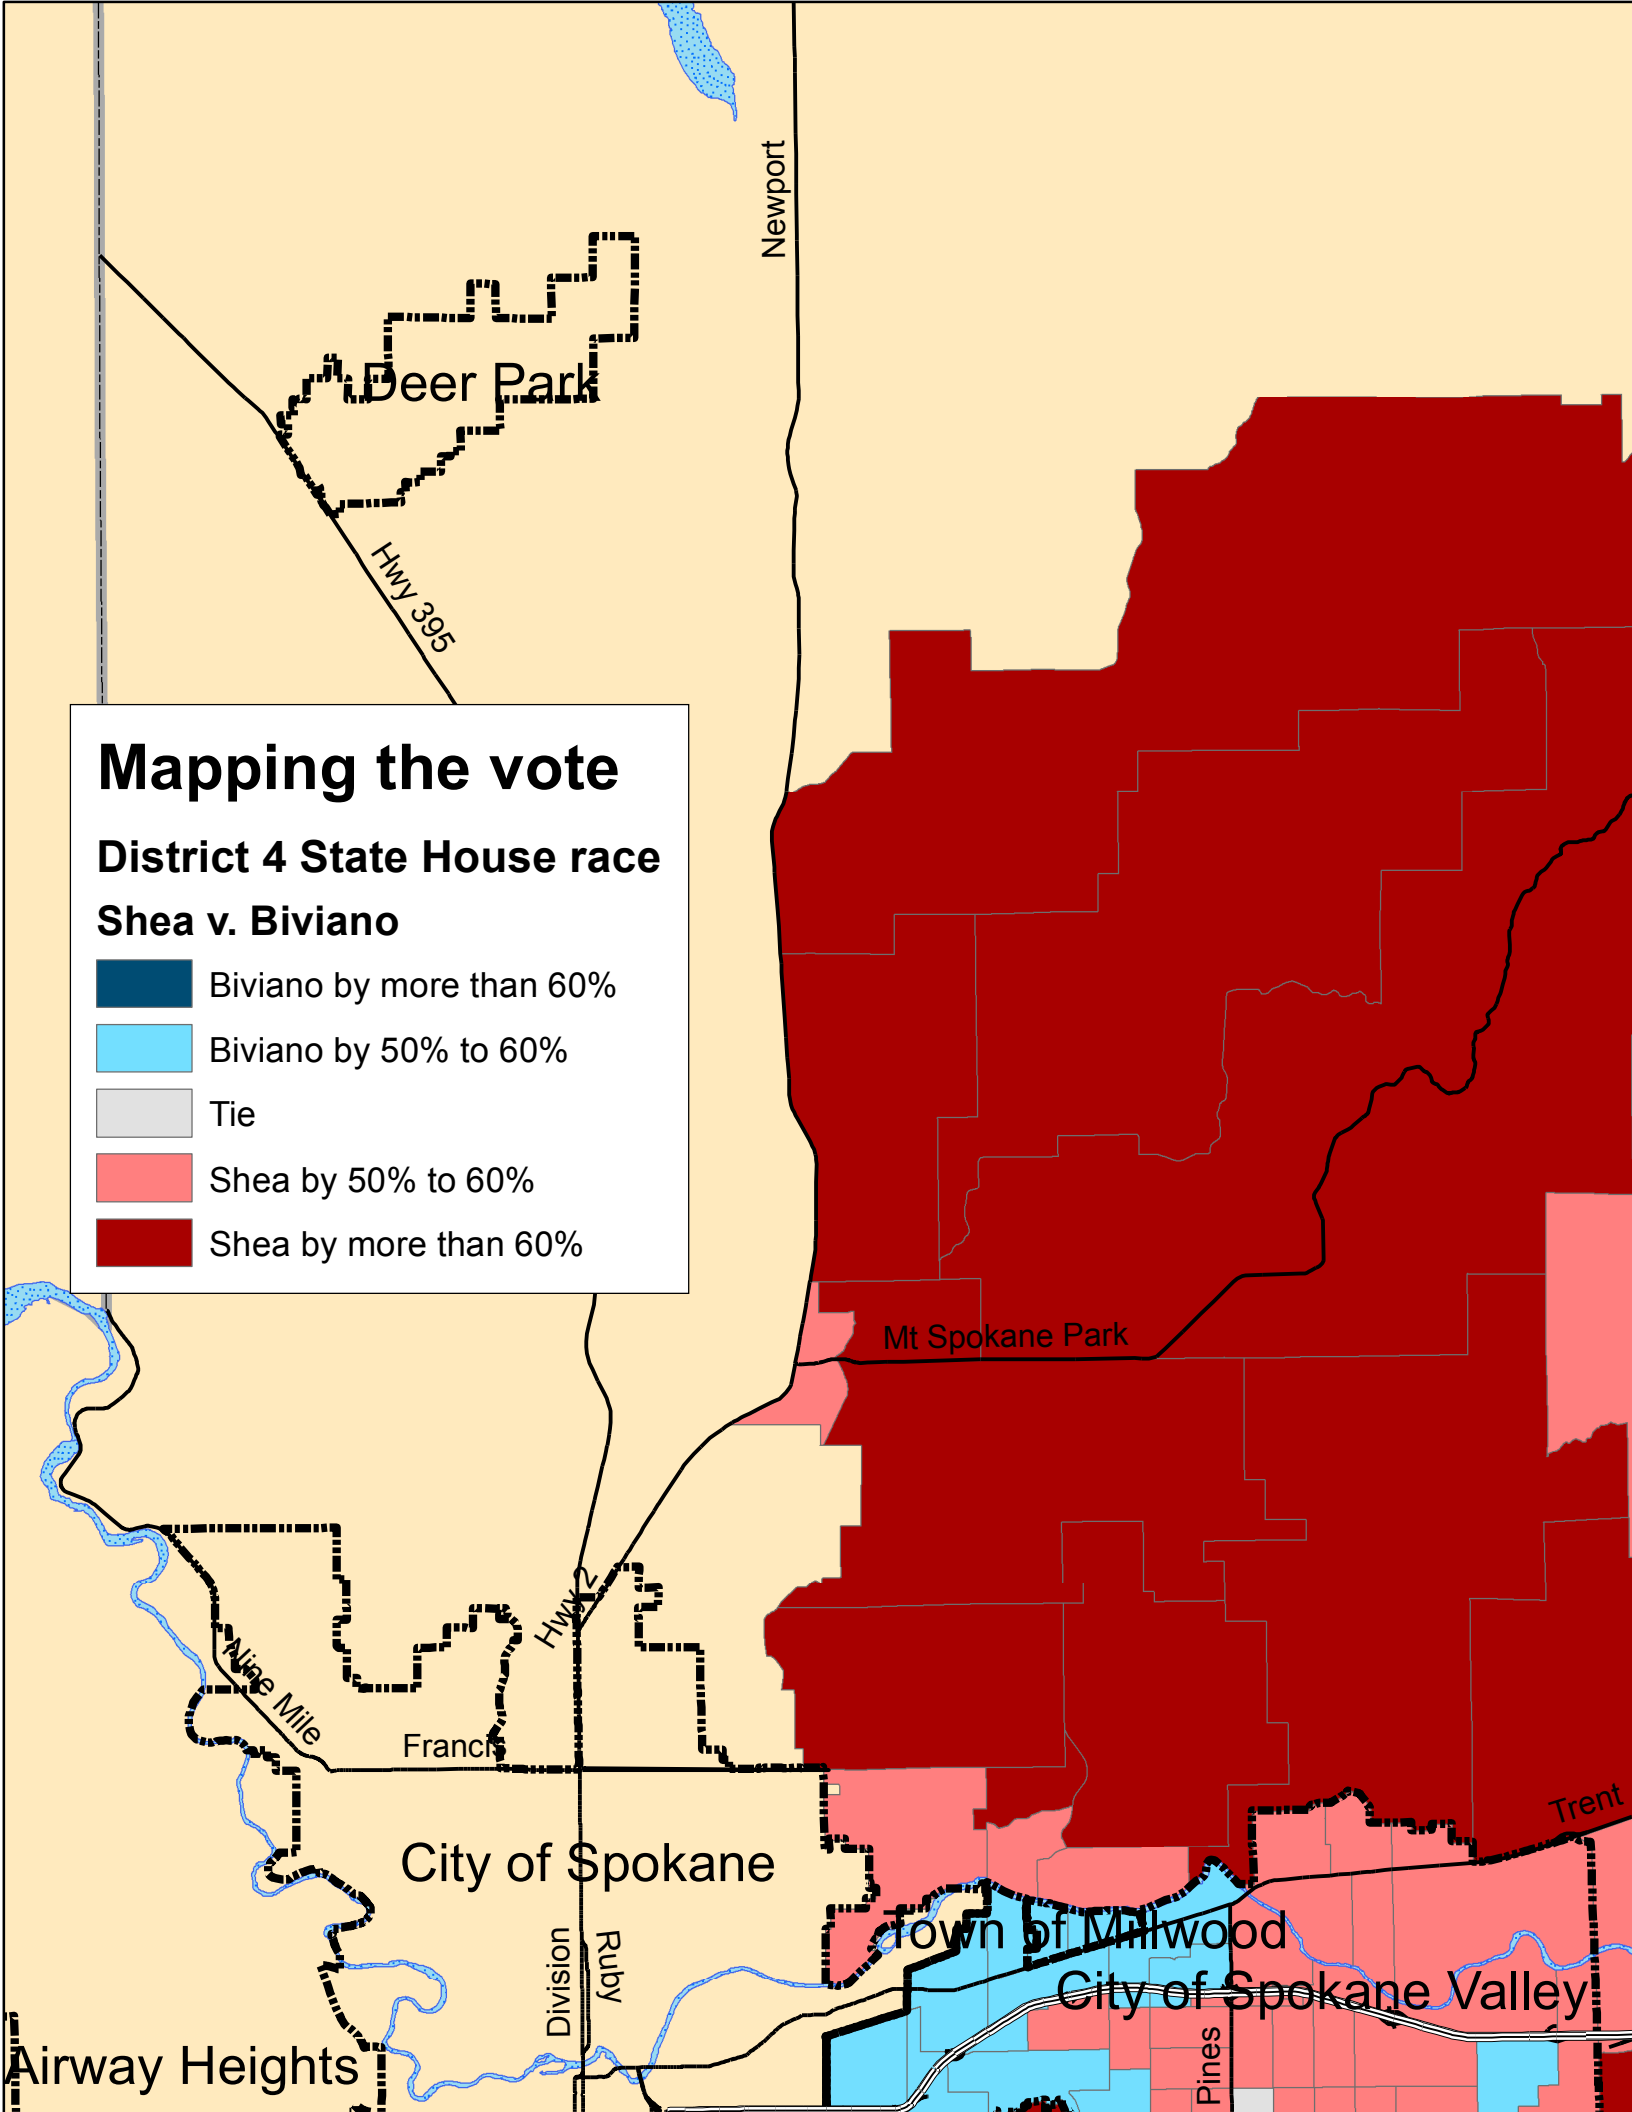 Newport
Deer Park
Hwy 395
Mapping the vote
District 4 State House race
Shea v. Biviano
Biviano by more than 60%
Biviano by 50% to 60%
Tie
Shea by 50% to 60%
Shea by more than 60%
Mt Spokane Park
Hwy 2
Nine Mile
Francis
Trent
City of Spokane
Town of Millwood
Division
Ruby
City of Spokane Valley
Airway Heights
Pines